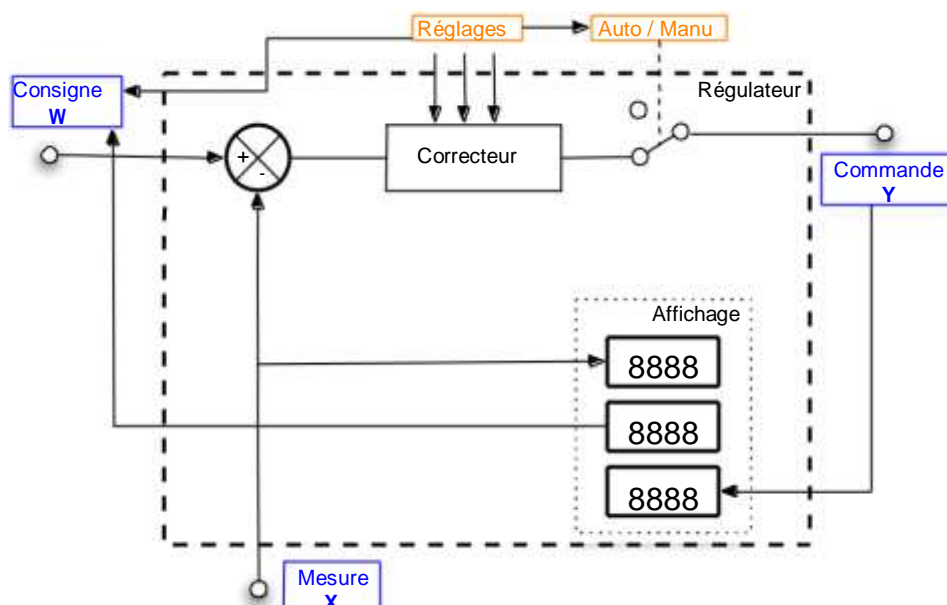 Réglages
Auto / Manu
Consigne
W
Régulateur
+
-
Correcteur
Commande
Y
Affichage
8888
8888
8888
Mesure
X